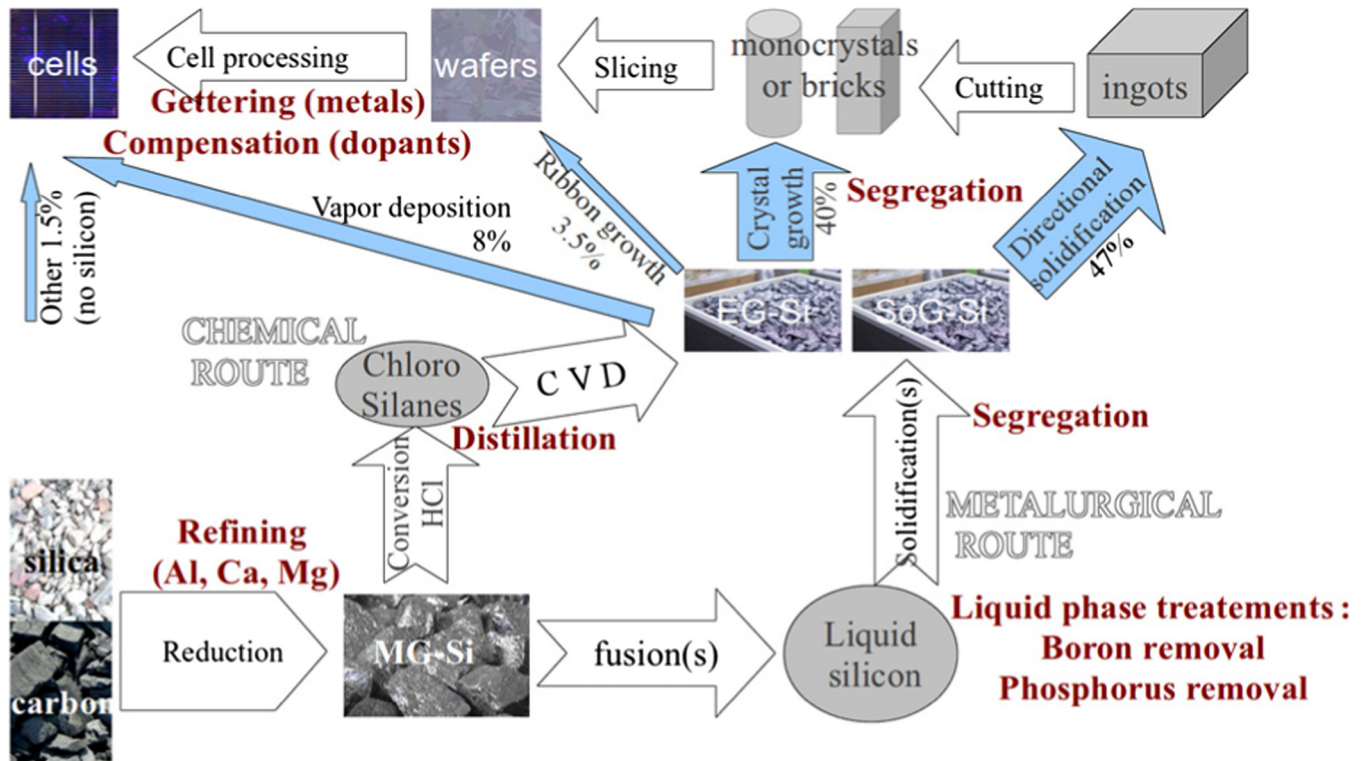 cells
Cell processing
wafers
Slicing
monocrystals
or bricks
Cutting
ingots
Gettering (metals)
Compensation (dopants)
Other 1.5%
(no silicon)
Vapor deposition
8%
Ribbon growth
3.5%
Crystal
growth
40%
Segregation
Directional
solidification
47%
EG-Si
SoG-Si
CHEMICAL
ROUTE
Chloro
Silanes
C V D
Distillation
Conversion
HCl
Solidification(s)
Segregation
METALURGICAL
ROUTE
silica
carbon
Refining
(Al, Ca, Mg)
Reduction
MG-Si
fusion(s)
Liquid
silicon
Liquid phase treatements :
Boron removal
Phosphorus removal